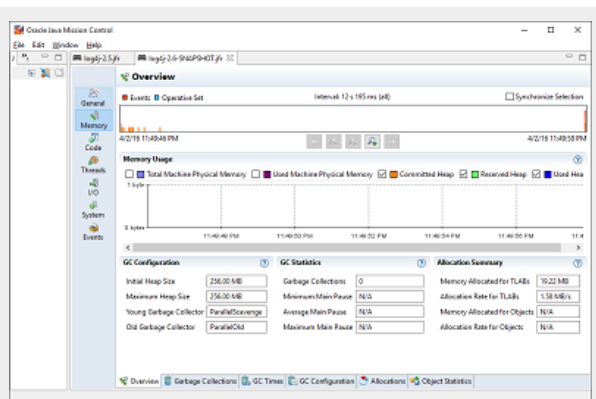 Oracle Java Mission Control
File Edit Window Help
log4j-2.5.jfr log4j-2.6-SNAPSHOT.jfr
Overview
General
Memory
Code
Threads
I/O
System
Events
Events Operative Set Interval: 12 s 195 ms (all) Synchronize Selection
4/2/16 11:49:46 PM 4/2/16 11:49:58 PM
Memory Usage
Total Machine Physical Memory Used Machine Physical Memory Committed Heap Reserved Heap Used Hea
1 byte
0 bytes
11:49:48 PM 11:49:50 PM 11:49:52 PM 11:49:54 PM 11:49:56 PM 11:4
GC Configuration GC Statistics Allocation Summary
Initial Heap Size 256.00 MB Garbage Collections 0 Memory Allocated for TLABs 19.22 MB
Maximum Heap Size 256.00 MB Minimum Main Pause N/A Allocation Rate for TLABs 1.58 MB/s
Young Garbage Collector ParallelScavenge Average Main Pause N/A Memory Allocated for Objects N/A
Old Garbage Collector ParallelOld Maximum Main Pause N/A Allocation Rate for Objects N/A
Overview Garbage Collections GC Times GC Configuration Allocations Object Statistics